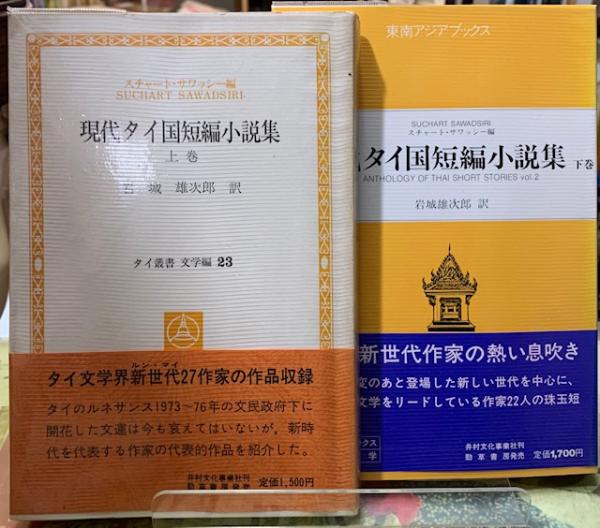 スチャート・サワッシー編
SUCHART SAWADSIRI
現代タイ国短編小説集
上巻
岩城雄次郎 訳
タイ叢書 文学編 23
ルン・マイ
タイ文学界新世代27作家の作品収録
タイのルネサンス1973〜76年の文民政府下に
開花した文運は今も哀えてはいないが，新時
代を代表する作家の代表的作品を紹介した。
井村文化事業社刊
勁草書房発売
定価1,500円
東南アジアブックス
SUCHART SAWADSIRI
スチャート・サワッシー編
タイ国短編小説集 下巻
ANTHOLOGY OF THAI SHORT STORIES vol.2
岩城雄次郎 訳
新世代作家の熱い息吹き
変のあと登場した新しい世代を中心に、
文学をリードしている作家22人の珠玉短
ックス
学
井村文化事業社刊
勁草書房発売
定価1,700円